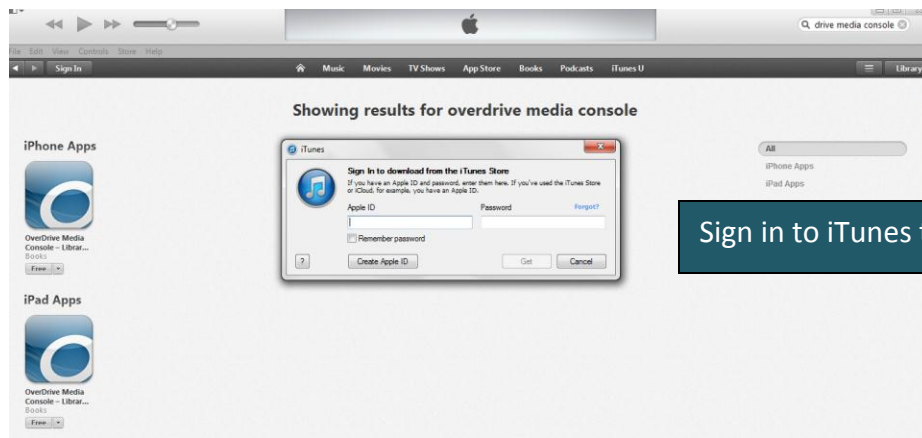 drive media console
File Edit View Controls Store Help
Sign In
Music Movies TV Shows App Store Books Podcasts iTunes U
Library
Showing results for overdrive media console
iPhone Apps
OverDrive Media
Console – Librar...
Books
Free
iPad Apps
OverDrive Media
Console – Librar...
Books
Free
iTunes
Sign In to download from the iTunes Store
If you have an Apple ID and password, enter them here. If you've used the iTunes Store
or iCloud, for example, you have an Apple ID.
Apple ID
Password
Forgot?
Remember password
?
Create Apple ID
Get
Cancel
All
iPhone Apps
iPad Apps
Sign in to iTunes